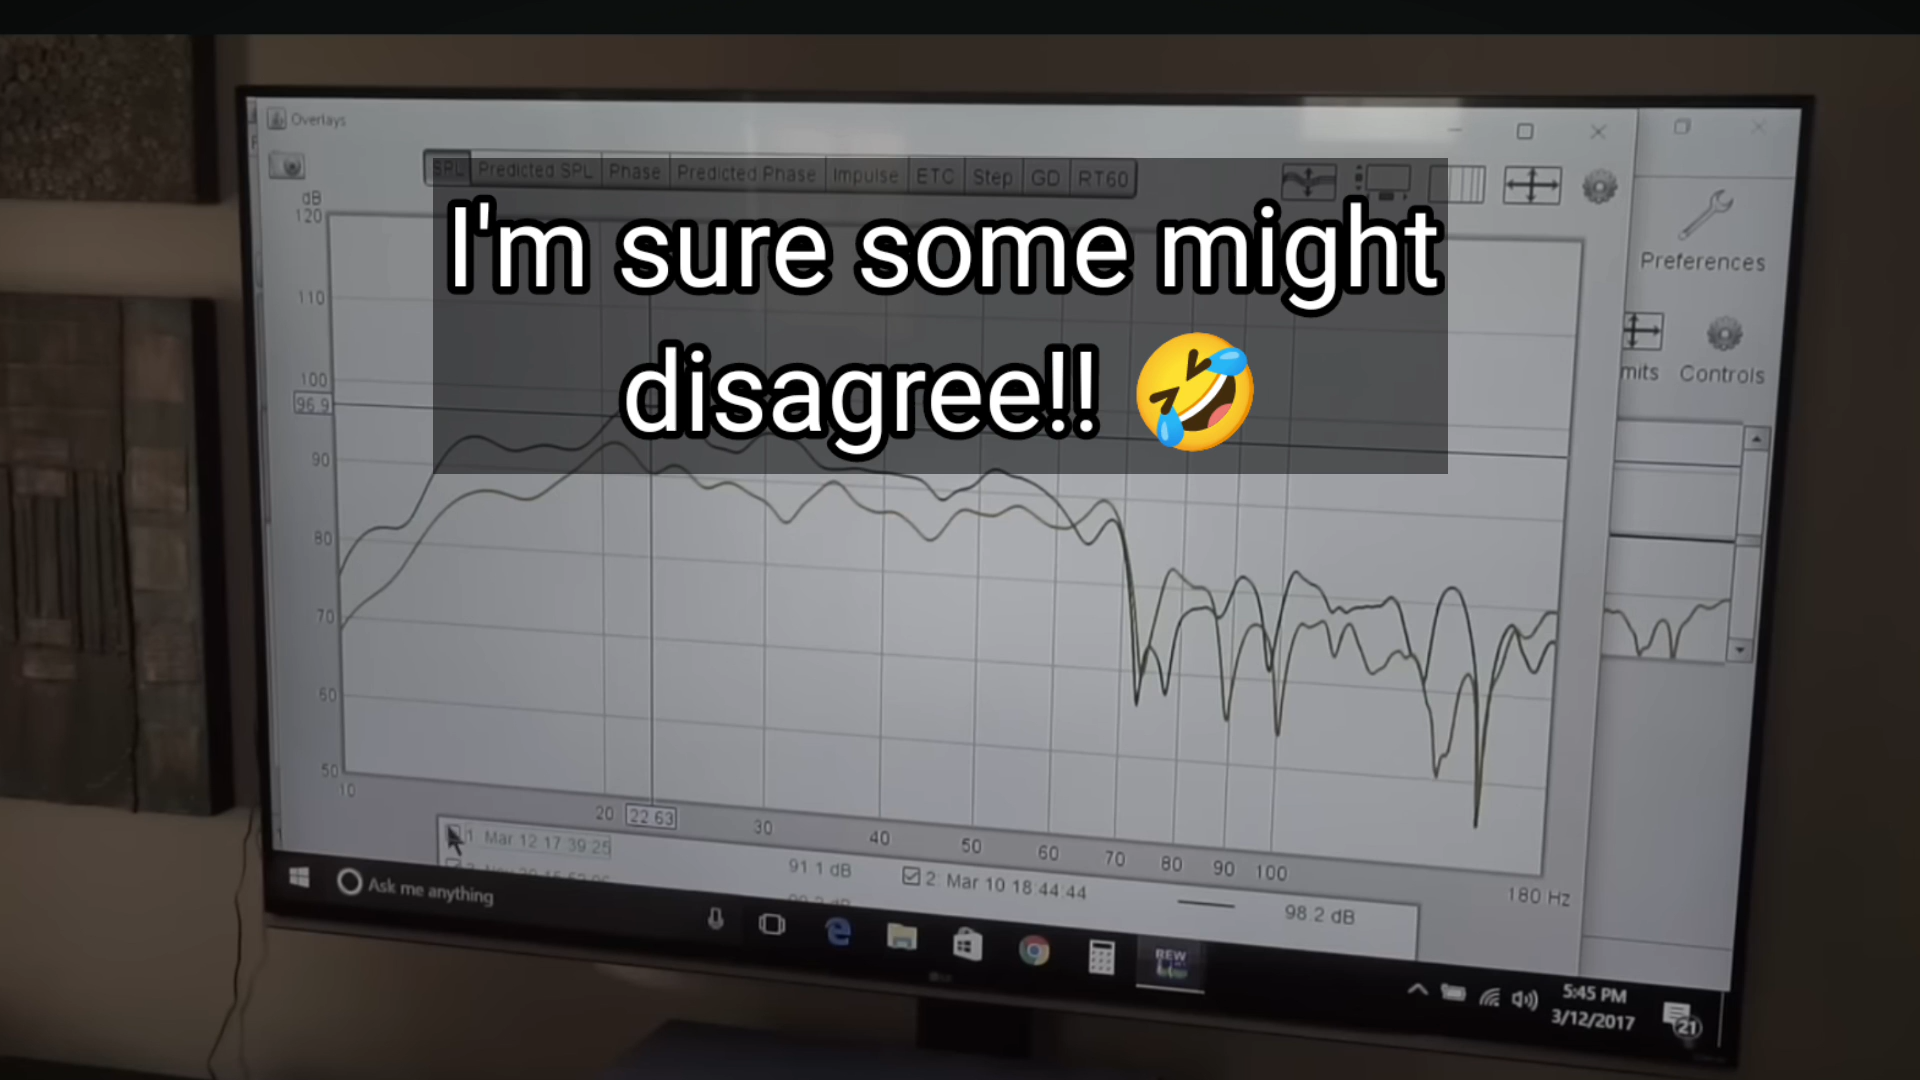 Overlays
SPL Predicted SPL Phase Predicted Phase Impulse ETC Step GD RT60
dB
120
I'm sure some might
disagree!! 🤣
Preferences
110
mits Controls
100
96.9
90
80
70
60
50
10 20 22.63 30 40 50 60 70 80 90 100 180 Hz
1: Mar 12 17:39:25 91.1 dB
2: Mar 10 18:44:44 98.2 dB
Ask me anything
REW
5:45 PM
3/12/2017
21